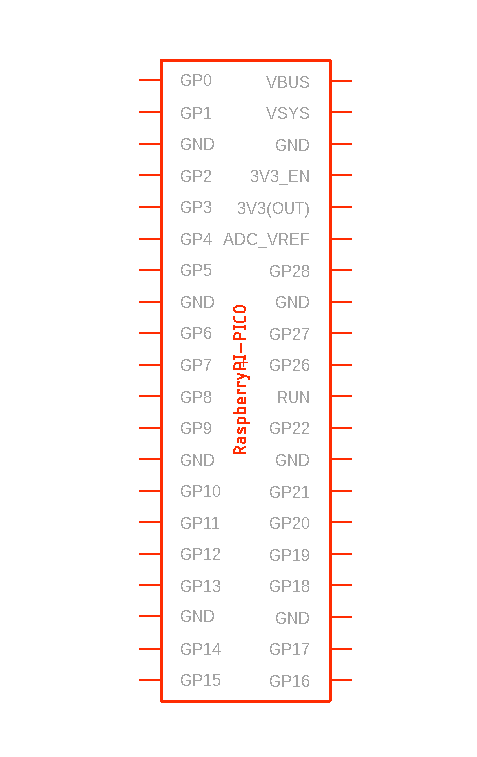 GP0 VBUS
GP1 VSYS
GND GND
GP2 3V3_EN
GP3 3V3(OUT)
GP4 ADC_VREF
GP5 GP28
GND GND
GP6 GP27
GP7 GP26
GP8 RUN
GP9 GP22
GND GND
GP10 GP21
GP11 GP20
GP12 GP19
GP13 GP18
GND GND
GP14 GP17
GP15 GP16
RaspberryPI-PICO